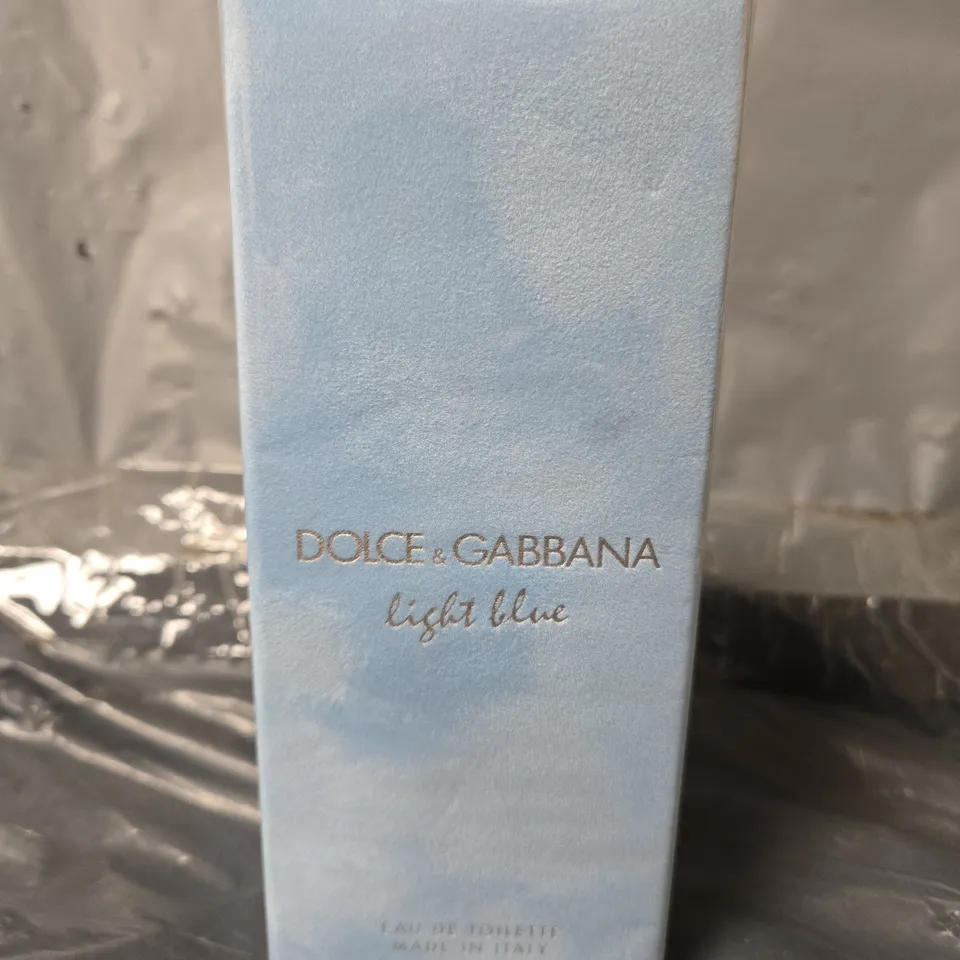 DOLCE & GABBANA
light blue
EAU DE TOILETTE
MADE IN ITALY